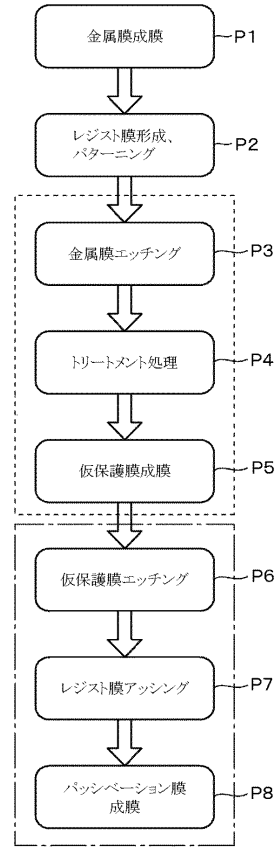 金属膜成膜
P1
レジスト膜形成、
パターニング
P2
金属膜エッチング
P3
トリートメント処理
P4
仮保護膜成膜
P5
仮保護膜エッチング
P6
レジスト膜アッシング
P7
パッシベーション膜
成膜
P8